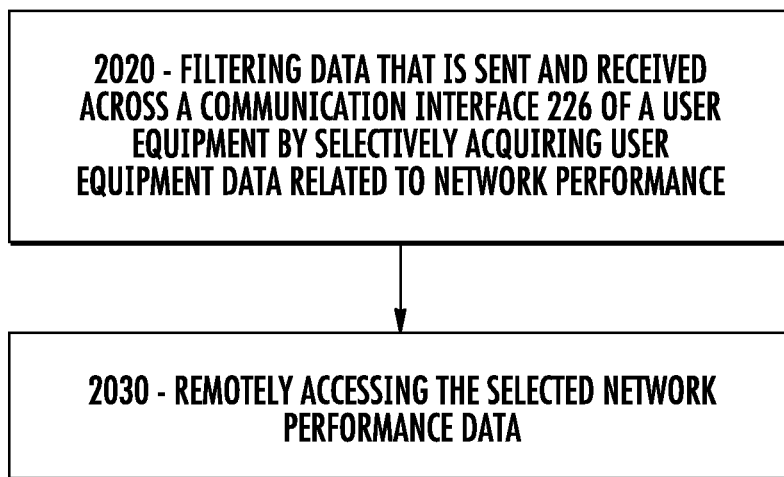 2020 - FILTERING DATA THAT IS SENT AND RECEIVED
ACROSS A COMMUNICATION INTERFACE 226 OF A USER
EQUIPMENT BY SELECTIVELY ACQUIRING USER
EQUIPMENT DATA RELATED TO NETWORK PERFORMANCE
2030 - REMOTELY ACCESSING THE SELECTED NETWORK
PERFORMANCE DATA